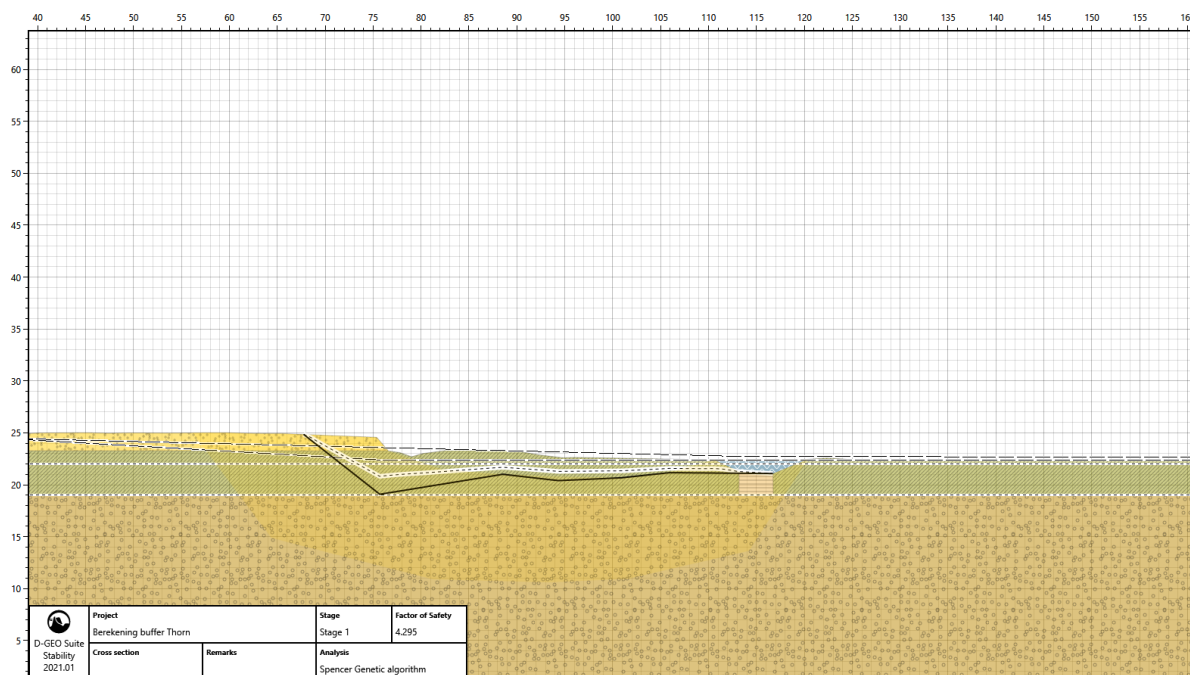 40 45 50 55 60 65 70 75 80 85 90 95 100 105 110 115 120 125 130 135 140 145 150 155 160
60
55
50
45
40
35
30
25
20
15
10
5
D-GEO Suite
Stability
2021.01
Project
Berekening buffer Thorn
Stage
Stage 1
Factor of Safety
4.295
Cross section
Remarks
Analysis
Spencer Genetic algorithm